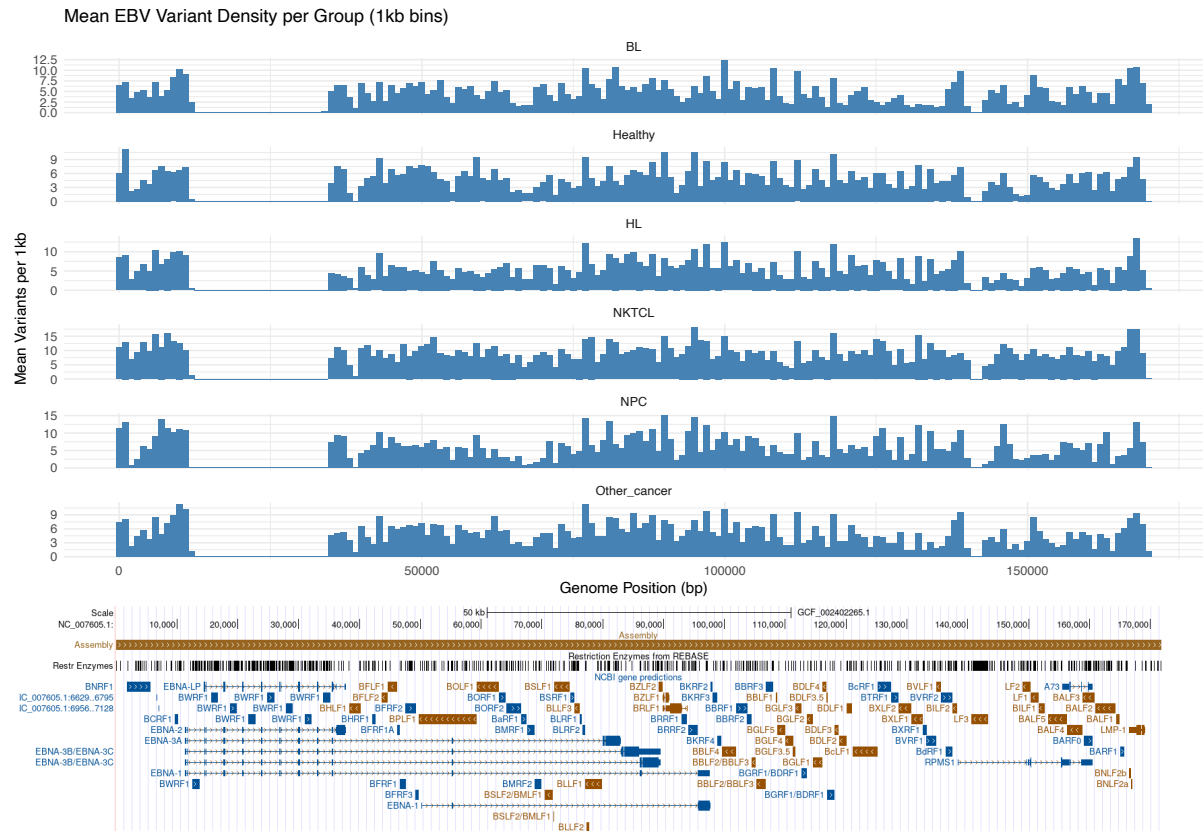 Mean EBV Variant Density per Group (1kb bins)
Mean Variants per 1kb
BL
12.5
10.0
7.5
5.0
2.5
0.0
Healthy
9
6
3
0
HL
10
5
0
NKTCL
15
10
5
0
NPC
15
10
5
0
Other_cancer
9
6
3
0
0 50000 100000 150000
Genome Position (bp)
Scale 50 kb GCF_002402265.1
NC_007605.1: 10,000 20,000 30,000 40,000 50,000 60,000 70,000 80,000 90,000 100,000 110,000 120,000 130,000 140,000 150,000 160,000 170,000
Assembly
Assembly
Restriction Enzymes from REBASE
Restr Enzymes
NCBI gene predictions
BNRF1 EBNA-LP BFLF1 BOLF1 BSLF1 BZLF2 BKRF2 BBRF3 BDLF4 BcRF1 BVLF1 LF2 A73 BALF3
IC_007605.1:6629..6795 BWRF1 BWRF1 BWRF1 BFLF2 BORF1 BSRF1 BZLF1 BKRF3 BBLF1 BDLF3.5 BTRF1 BVRF2 LF1 BILF1 BALF2
IC_007605.1:6956..7128 BWRF1 BWRF1 BHLF1 BFRF2 BORF2 BLLF3 BRLF1 BBRF1 BGLF3 BDLF1 BXLF2 BILF2 LF3 BALF5 BALF1
BCRF1 BWRF1 BWRF1 BHRF1 BPLF1 BaRF1 BLRF1 BRRF1 BBRF2 BGLF2 BXLF1 LMP-1
EBNA-2 BFRF1A BMRF1 BLRF2 BRRF2 BGLF5 BDLF3 BXRF1 BALF4
EBNA-3A BKRF4 BGLF4 BDLF2 BVRF1 BARF0
EBNA-3B/EBNA-3C BBLF4 BGLF3.5 BcLF1 BdRF1 BARF1
EBNA-3B/EBNA-3C BBLF2/BBLF3 BGLF1 RPMS1
EBNA-1 BGRF1/BDRF1 BNLF2b
BWRF1 BFRF1 BMRF2 BLLF1 BBLF2/BBLF3 BNLF2a
BFRF3 BSLF2/BMLF1 BGRF1/BDRF1
EBNA-1
BSLF2/BMLF1
BLLF2